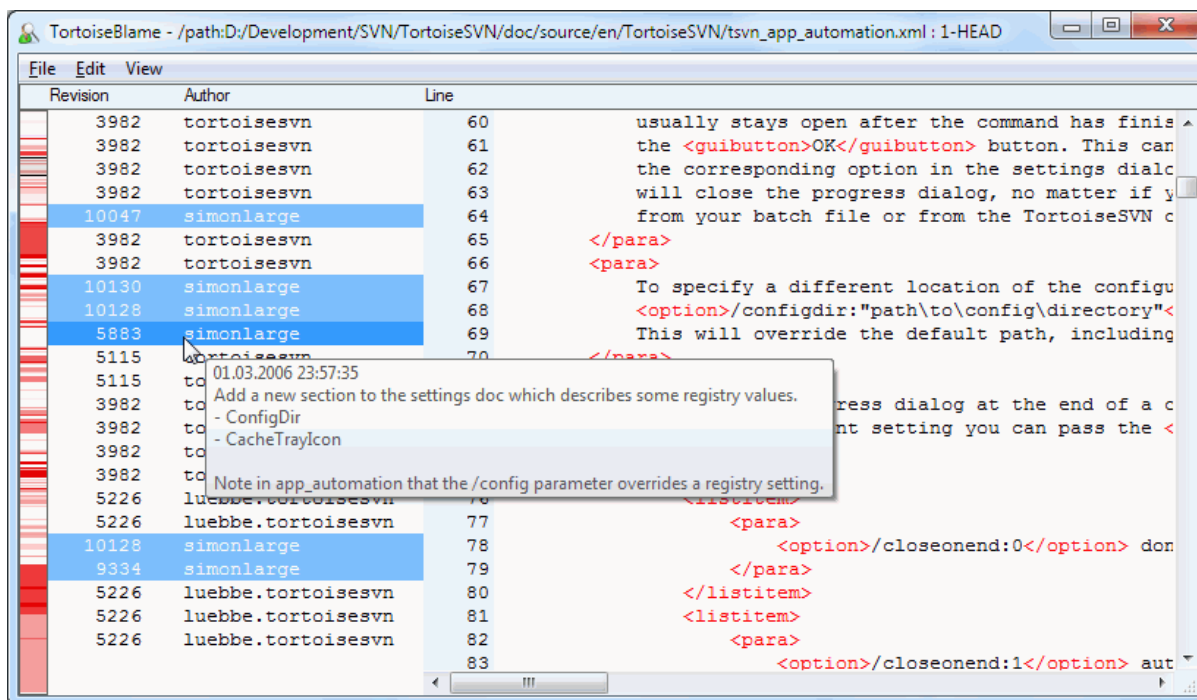 TortoiseBlame - /path:D:/Development/SVN/TortoiseSVN/doc/source/en/TortoiseSVN/tsvn_app_automation.xml : 1-HEAD
File Edit View
Revision Author Line
3982 tortoisesvn 60 usually stays open after the command has finis
3982 tortoisesvn 61 the <guibutton>OK</guibutton> button. This can
3982 tortoisesvn 62 the corresponding option in the settings dialo
3982 tortoisesvn 63 will close the progress dialog, no matter if y
10047 simonlarge 64 from your batch file or from the TortoiseSVN c
3982 tortoisesvn 65 </para>
3982 tortoisesvn 66 <para>
10130 simonlarge 67 To specify a different location of the configu
10128 simonlarge 68 <option>/configdir:"path\to\config\directory"<
5883 simonlarge 69 This will override the default path, including
5115 tortoisesvn 70 </para>
5115 to
01.03.2006 23:57:35
Add a new section to the settings doc which describes some registry values.
3982 to ress dialog at the end of a c
- ConfigDir
3982 to nt setting you can pass the <
- CacheTrayIcon
3982 to
3982 to
Note in app_automation that the /config parameter overrides a registry setting.
5226 luebbe.tortoisesvn 76 <listitem>
5226 luebbe.tortoisesvn 77 <para>
10128 simonlarge 78 <option>/closeonend:0</option> don
9334 simonlarge 79 </para>
5226 luebbe.tortoisesvn 80 </listitem>
5226 luebbe.tortoisesvn 81 <listitem>
5226 luebbe.tortoisesvn 82 <para>
83 <option>/closeonend:1</option> aut